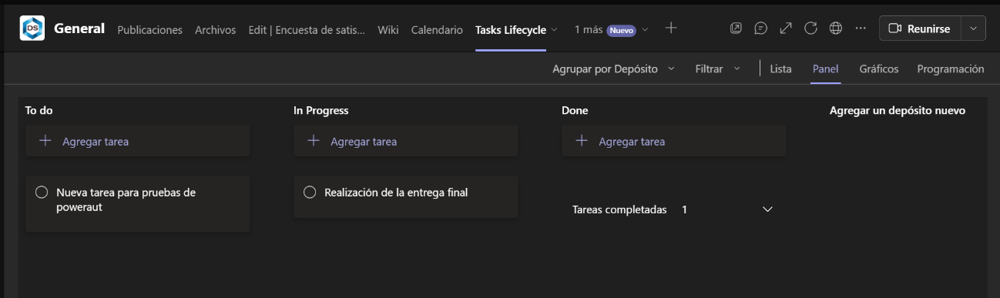 DS
General
Publicaciones
Archivos
Edit | Encuesta de satis...
Wiki
Calendario
Tasks Lifecycle
1 más
Nuevo
Reunirse
Agrupar por Depósito
Filtrar
Lista
Panel
Gráficos
Programación
To do
In Progress
Done
Agregar un depósito nuevo
Agregar tarea
Agregar tarea
Agregar tarea
Nueva tarea para pruebas de
poweraut
Realización de la entrega final
Tareas completadas 1